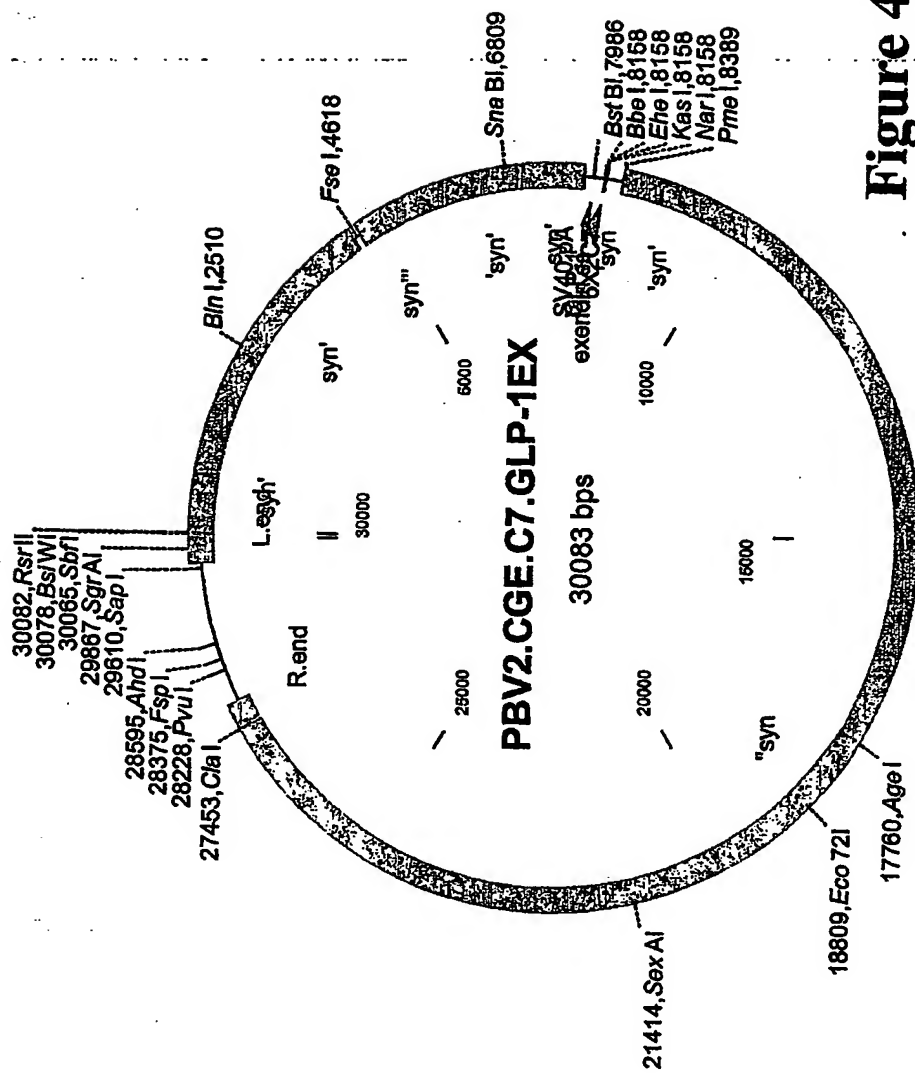 Figure 4
PBV2.CGE.C7.GLP-1EX
30083 bps
30082,RsrII
30078,BsiWI
30065,SbfI
29867,SgrAI
29610,SapI
28595,AhdI
28375,FspI
28228,PvuI
27453,ClaI
BlnI,2510
FseI,4618
SnaBI,6809
BstBI,7986
BbeI,8158
EheI,8158
KasI,8158
NarI,8158
PmeI,8389
17760,AgeI
18809,Eco72I
21414,SexAI
L.end
R.end
syn'
syn'''
'syn'
syn'
syn
'syn'
"syn
30000
5000
10000
15000
20000
25000